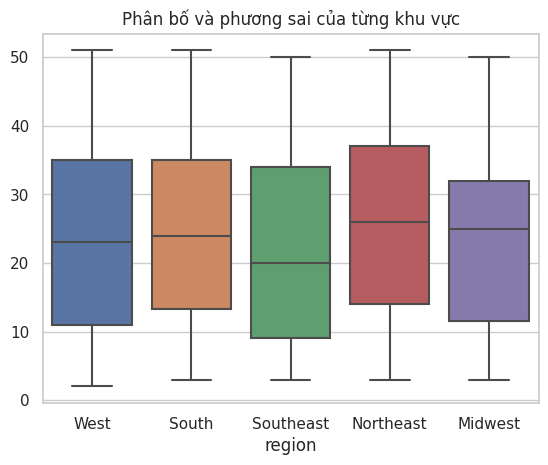 Phân bố và phương sai của từng khu vực
50
40
30
20
10
0
West South Southeast Northeast Midwest
region